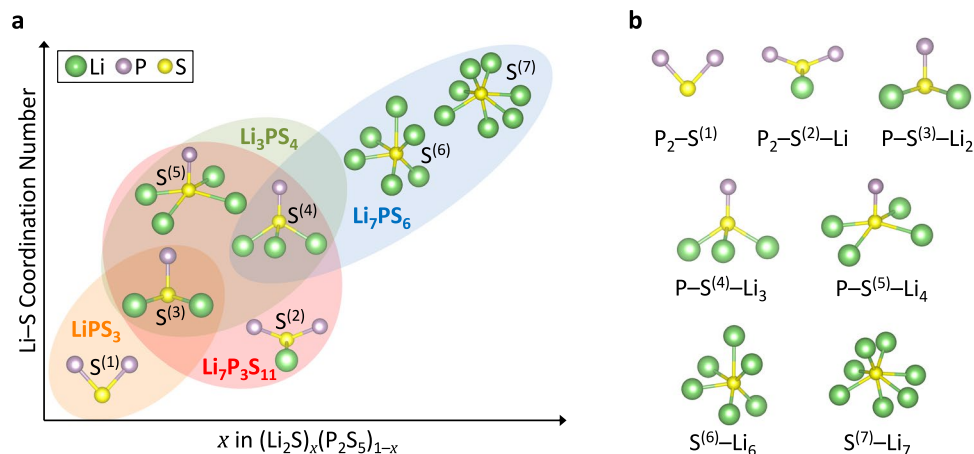 a
Li P S
Li–S Coordination Number
S(7)
Li3PS4
S(6)
S(5)
S(4)
Li7PS6
S(3)
LiPS3
S(2)
S(1)
Li7P3S11
x in (Li2S)x(P2S5)1–x
b
P2–S(1) P2–S(2)–Li P–S(3)–Li2
P–S(4)–Li3 P–S(5)–Li4
S(6)–Li6 S(7)–Li7